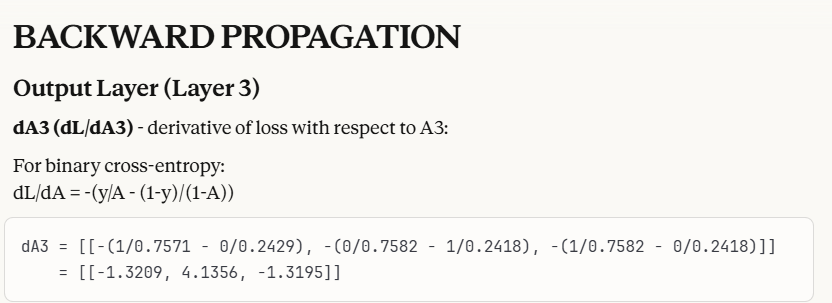 BACKWARD PROPAGATION
Output Layer (Layer 3)
dA3 (dL/dA3) - derivative of loss with respect to A3:
For binary cross-entropy:
dL/dA = -(y/A - (1-y)/(1-A))
dA3 = [[-(1/0.7571 - 0/0.2429), -(0/0.7582 - 1/0.2418), -(1/0.7582 - 0/0.2418)]]
= [[-1.3209, 4.1356, -1.3195]]